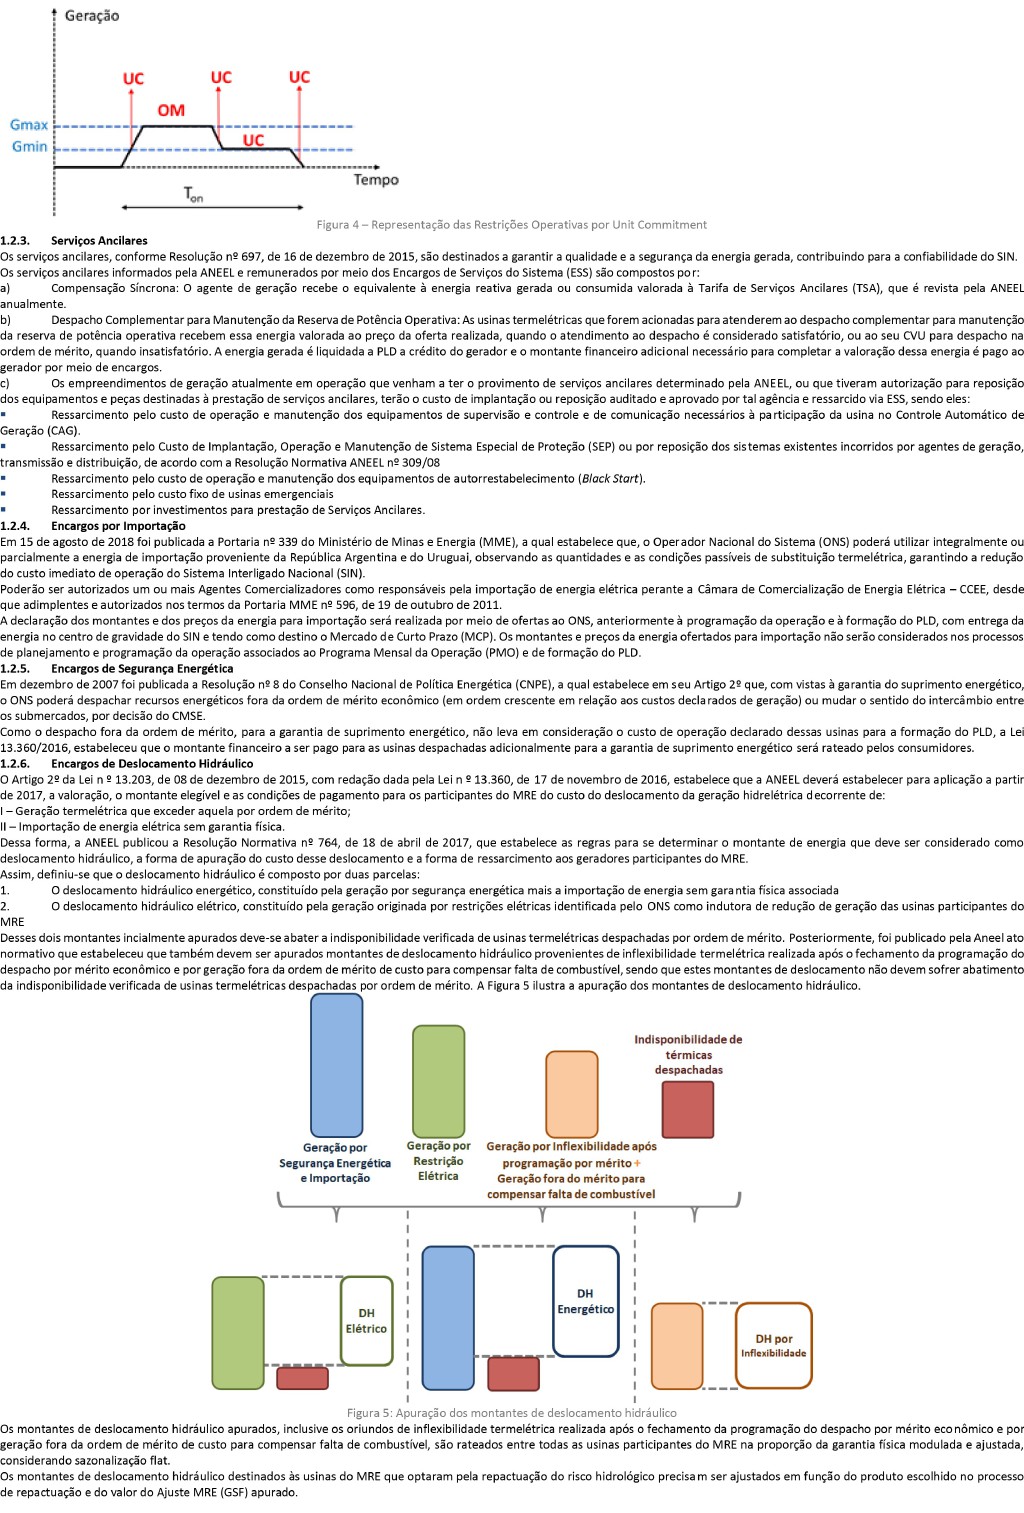 Geração
UC UC UC
OM
Gmax
UC
Gmin
Tempo
Ton
Figura 4 – Representação das Restrições Operativas por Unit Commitment
1.2.3. Serviços Ancilares
Os serviços ancilares, conforme Resolução nº 697, de 16 de dezembro de 2015, são destinados a garantir a qualidade e a segurança da energia gerada, contribuindo para a confiabilidade do SIN.
Os serviços ancilares informados pela ANEEL e remunerados por meio dos Encargos de Serviços do Sistema (ESS) são compostos por:
a) Compensação Síncrona: O agente de geração recebe o equivalente à energia reativa gerada ou consumida valorada à Tarifa de Serviços Ancilares (TSA), que é revista pela ANEEL
anualmente.
b) Despacho Complementar para Manutenção da Reserva de Potência Operativa: As usinas termelétricas que forem acionadas para atenderem ao despacho complementar para manutenção
da reserva de potência operativa recebem essa energia valorada ao preço da oferta realizada, quando o atendimento ao despacho é considerado satisfatório, ou ao seu CVU para despacho na
ordem de mérito, quando insatisfatório. A energia gerada é liquidada a PLD a crédito do gerador e o montante financeiro adicional necessário para completar a valoração dessa energia é pago ao
gerador por meio de encargos.
c) Os empreendimentos de geração atualmente em operação que venham a ter o provimento de serviços ancilares determinado pela ANEEL, ou que tiveram autorização para reposição
dos equipamentos e peças destinadas à prestação de serviços ancilares, terão o custo de implantação ou reposição auditado e aprovado por tal agência e ressarcido via ESS, sendo eles:
▪ Ressarcimento pelo custo de operação e manutenção dos equipamentos de supervisão e controle e de comunicação necessários à participação da usina no Controle Automático de
Geração (CAG).
▪ Ressarcimento pelo Custo de Implantação, Operação e Manutenção de Sistema Especial de Proteção (SEP) ou por reposição dos sistemas existentes incorridos por agentes de geração,
transmissão e distribuição, de acordo com a Resolução Normativa ANEEL nº 309/08
▪ Ressarcimento pelo custo de operação e manutenção dos equipamentos de autorrestabelecimento (Black Start).
▪ Ressarcimento pelo custo fixo de usinas emergenciais
▪ Ressarcimento por investimentos para prestação de Serviços Ancilares.
1.2.4. Encargos por Importação
Em 15 de agosto de 2018 foi publicada a Portaria nº 339 do Ministério de Minas e Energia (MME), a qual estabelece que, o Operador Nacional do Sistema (ONS) poderá utilizar integralmente ou
parcialmente a energia de importação proveniente da República Argentina e do Uruguai, observando as quantidades e as condições passíveis de substituição termelétrica, garantindo a redução
do custo imediato de operação do Sistema Interligado Nacional (SIN).
Poderão ser autorizados um ou mais Agentes Comercializadores como responsáveis pela importação de energia elétrica perante a Câmara de Comercialização de Energia Elétrica – CCEE, desde
que adimplentes e autorizados nos termos da Portaria MME nº 596, de 19 de outubro de 2011.
A declaração dos montantes e dos preços da energia para importação será realizada por meio de ofertas ao ONS, anteriormente à programação da operação e à formação do PLD, com entrega da
energia no centro de gravidade do SIN e tendo como destino o Mercado de Curto Prazo (MCP). Os montantes e preços da energia ofertados para importação não serão considerados nos processos
de planejamento e programação da operação associados ao Programa Mensal da Operação (PMO) e de formação do PLD.
1.2.5. Encargos de Segurança Energética
Em dezembro de 2007 foi publicada a Resolução nº 8 do Conselho Nacional de Política Energética (CNPE), a qual estabelece em seu Artigo 2º que, com vistas à garantia do suprimento energético,
o ONS poderá despachar recursos energéticos fora da ordem de mérito econômico (em ordem crescente em relação aos custos declarados de geração) ou mudar o sentido do intercâmbio entre
os submercados, por decisão do CMSE.
Como o despacho fora da ordem de mérito, para a garantia de suprimento energético, não leva em consideração o custo de operação declarado dessas usinas para a formação do PLD, a Lei
13.360/2016, estabeleceu que o montante financeiro a ser pago para as usinas despachadas adicionalmente para a garantia de suprimento energético será rateado pelos consumidores.
1.2.6. Encargos de Deslocamento Hidráulico
O Artigo 2º da Lei n º 13.203, de 08 de dezembro de 2015, com redação dada pela Lei n º 13.360, de 17 de novembro de 2016, estabelece que a ANEEL deverá estabelecer para aplicação a partir
de 2017, a valoração, o montante elegível e as condições de pagamento para os participantes do MRE do custo do deslocamento da geração hidrelétrica decorrente de:
I – Geração termelétrica que exceder aquela por ordem de mérito;
II – Importação de energia elétrica sem garantia física.
Dessa forma, a ANEEL publicou a Resolução Normativa nº 764, de 18 de abril de 2017, que estabelece as regras para se determinar o montante de energia que deve ser considerado como
deslocamento hidráulico, a forma de apuração do custo desse deslocamento e a forma de ressarcimento aos geradores participantes do MRE.
Assim, definiu-se que o deslocamento hidráulico é composto por duas parcelas:
1. O deslocamento hidráulico energético, constituído pela geração por segurança energética mais a importação de energia sem garantia física associada
2. O deslocamento hidráulico elétrico, constituído pela geração originada por restrições elétricas identificada pelo ONS como indutora de redução de geração das usinas participantes do
MRE
Desses dois montantes incialmente apurados deve-se abater a indisponibilidade verificada de usinas termelétricas despachadas por ordem de mérito. Posteriormente, foi publicado pela Aneel ato
normativo que estabeleceu que também devem ser apurados montantes de deslocamento hidráulico provenientes de inflexibilidade termelétrica realizada após o fechamento da programação do
despacho por mérito econômico e por geração fora da ordem de mérito de custo para compensar falta de combustível, sendo que estes montantes de deslocamento não devem sofrer abatimento
da indisponibilidade verificada de usinas termelétricas despachadas por ordem de mérito. A Figura 5 ilustra a apuração dos montantes de deslocamento hidráulico.
Indisponibilidade de
térmicas
despachadas
Geração por
Segurança Energética
e Importação
Geração por
Restrição
Elétrica
Geração por Inflexibilidade após
programação por mérito +
Geração fora do mérito para
compensar falta de combustível
DH
Elétrico
DH
Energético
DH por
Inflexibilidade
Figura 5: Apuração dos montantes de deslocamento hidráulico
Os montantes de deslocamento hidráulico apurados, inclusive os oriundos de inflexibilidade termelétrica realizada após o fechamento da programação do despacho por mérito econômico e por
geração fora da ordem de mérito de custo para compensar falta de combustível, são rateados entre todas as usinas participantes do MRE na proporção da garantia física modulada e ajustada,
considerando sazonalização flat.
Os montantes de deslocamento hidráulico destinados às usinas do MRE que optaram pela repactuação do risco hidrológico precisam ser ajustados em função do produto escolhido no processo
de repactuação e do valor do Ajuste MRE (GSF) apurado.